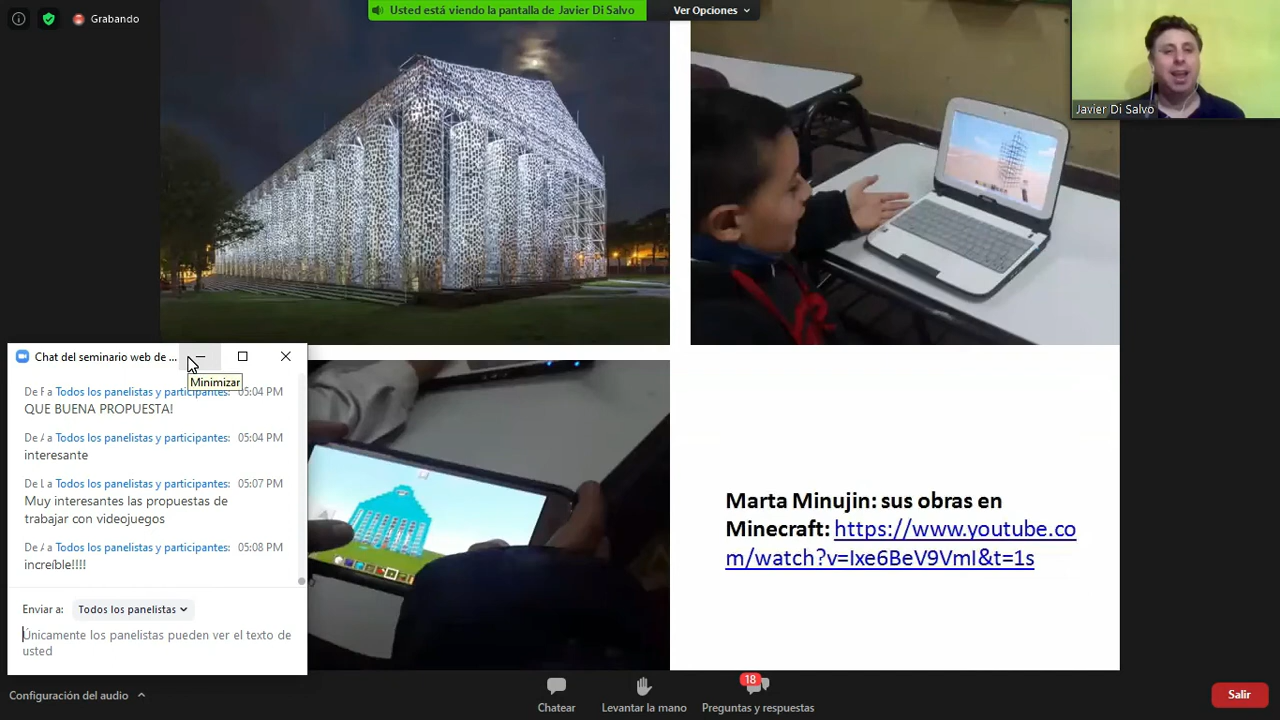 Grabando
Usted está viendo la pantalla de Javier Di Salvo
Ver Opciones
Javier Di Salvo
Chat del seminario web de ...
Minimizar
a Todos los panelistas y participantes: 05:04 PM
QUE BUENA PROPUESTA!
De a Todos los panelistas y participantes: 05:04 PM
interesante
De a Todos los panelistas y participantes: 05:07 PM
Muy interesantes las propuestas de
trabajar con videojuegos
De a Todos los panelistas y participantes: 05:08 PM
increíble!!!!
Enviar a: Todos los panelistas
Únicamente los panelistas pueden ver el texto de
usted
Marta Minujin: sus obras en
Minecraft: https://www.youtube.co
m/watch?v=Ixe6BeV9VmI&t=1s
Configuración del audio
Chatear
Levantar la mano
18
Preguntas y respuestas
Salir